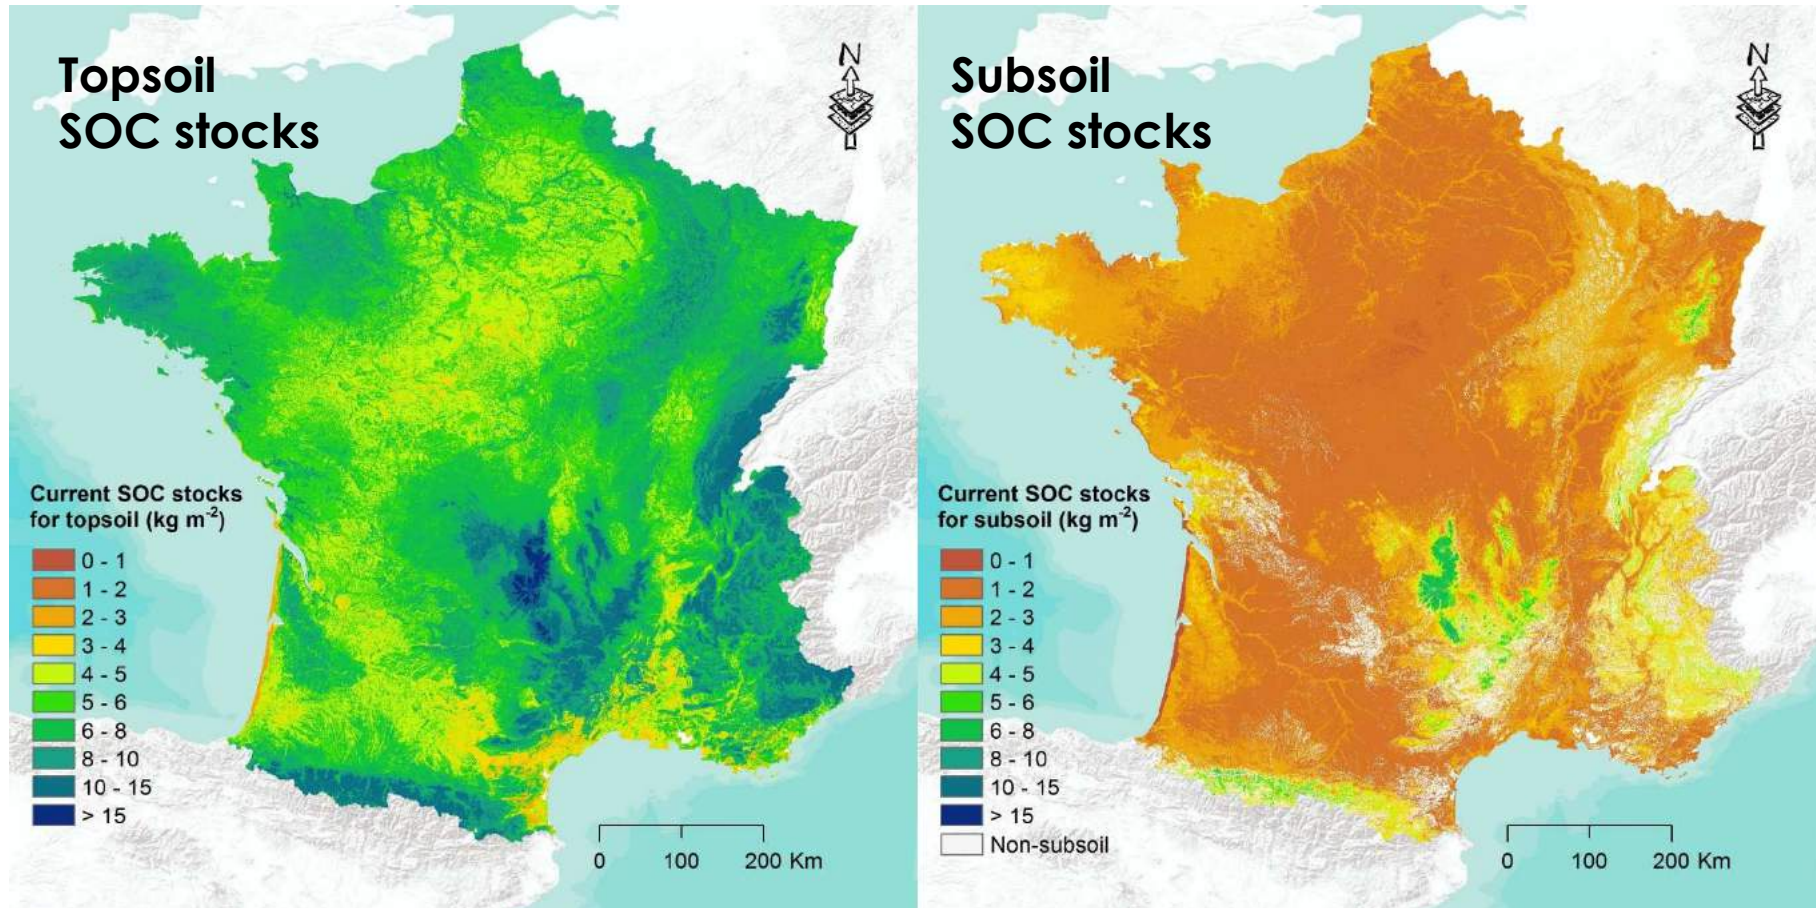 Topsoil
SOC stocks
N
Current SOC stocks
for topsoil (kg m⁻²)
0 - 1
1 - 2
2 - 3
3 - 4
4 - 5
5 - 6
6 - 8
8 - 10
10 - 15
> 15
0 100 200 Km
Subsoil
SOC stocks
N
Current SOC stocks
for subsoil (kg m⁻²)
0 - 1
1 - 2
2 - 3
3 - 4
4 - 5
5 - 6
6 - 8
8 - 10
10 - 15
> 15
Non-subsoil
0 100 200 Km